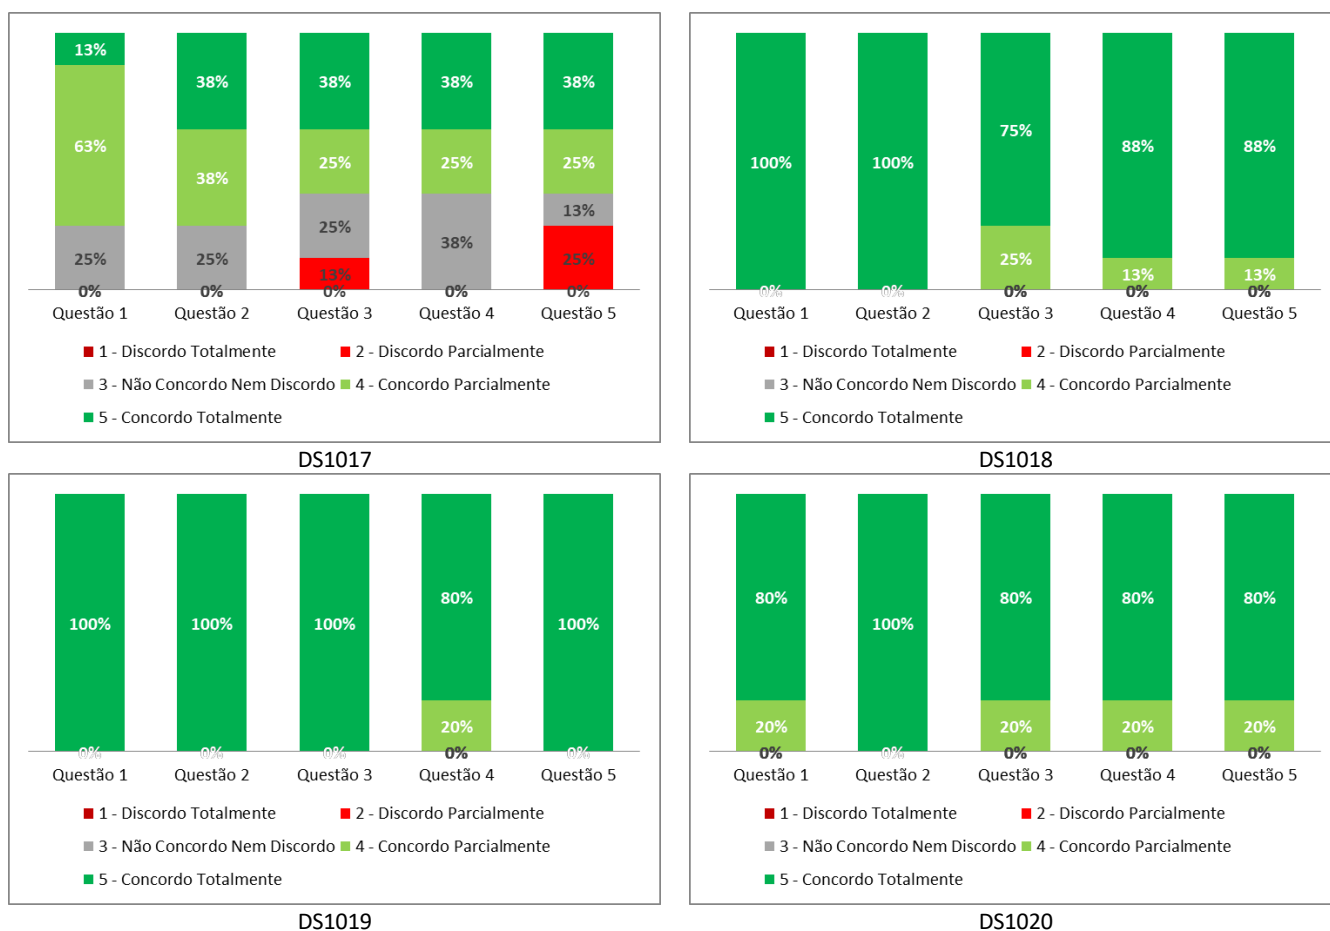 13% 38% 38% 38% 38%
63% 38% 25% 25% 25%
25% 25% 25% 38% 13%
13% 25%
0% 0% 0% 0% 0%
Questão 1 Questão 2 Questão 3 Questão 4 Questão 5
1 - Discordo Totalmente 2 - Discordo Parcialmente
3 - Não Concordo Nem Discordo 4 - Concordo Parcialmente
5 - Concordo Totalmente
DS1017
100% 100% 75% 88% 88%
25% 13% 13%
0% 0% 0% 0% 0%
Questão 1 Questão 2 Questão 3 Questão 4 Questão 5
1 - Discordo Totalmente 2 - Discordo Parcialmente
3 - Não Concordo Nem Discordo 4 - Concordo Parcialmente
5 - Concordo Totalmente
DS1018
100% 100% 100% 80% 100%
20%
0% 0% 0% 0% 0%
Questão 1 Questão 2 Questão 3 Questão 4 Questão 5
1 - Discordo Totalmente 2 - Discordo Parcialmente
3 - Não Concordo Nem Discordo 4 - Concordo Parcialmente
5 - Concordo Totalmente
DS1019
80% 100% 80% 80% 80%
20% 20% 20% 20%
0% 0% 0% 0% 0%
Questão 1 Questão 2 Questão 3 Questão 4 Questão 5
1 - Discordo Totalmente 2 - Discordo Parcialmente
3 - Não Concordo Nem Discordo 4 - Concordo Parcialmente
5 - Concordo Totalmente
DS1020